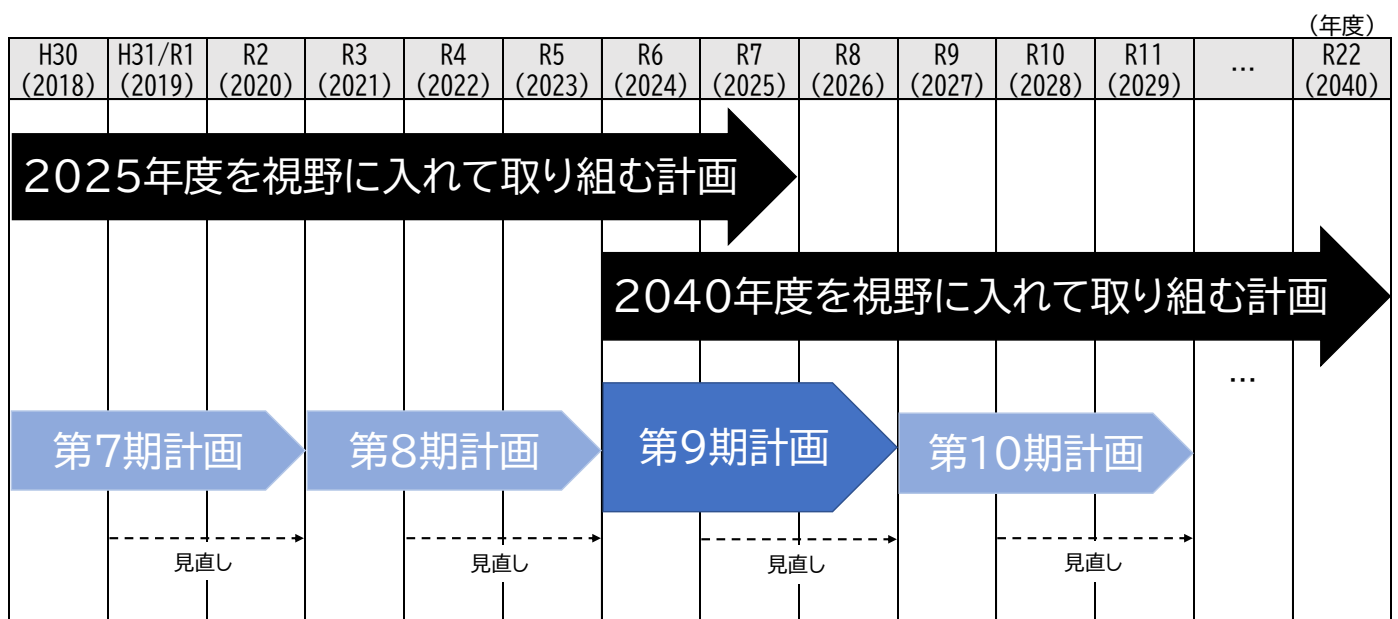 (年度)
H30 H31/R1 R2 R3 R4 R5 R6 R7 R8 R9 R10 R11 … R22
(2018) (2019) (2020) (2021) (2022) (2023) (2024) (2025) (2026) (2027) (2028) (2029) (2040)
2025年度を視野に入れて取り組む計画
2040年度を視野に入れて取り組む計画
…
第7期計画 第8期計画 第9期計画 第10期計画
見直し 見直し 見直し 見直し